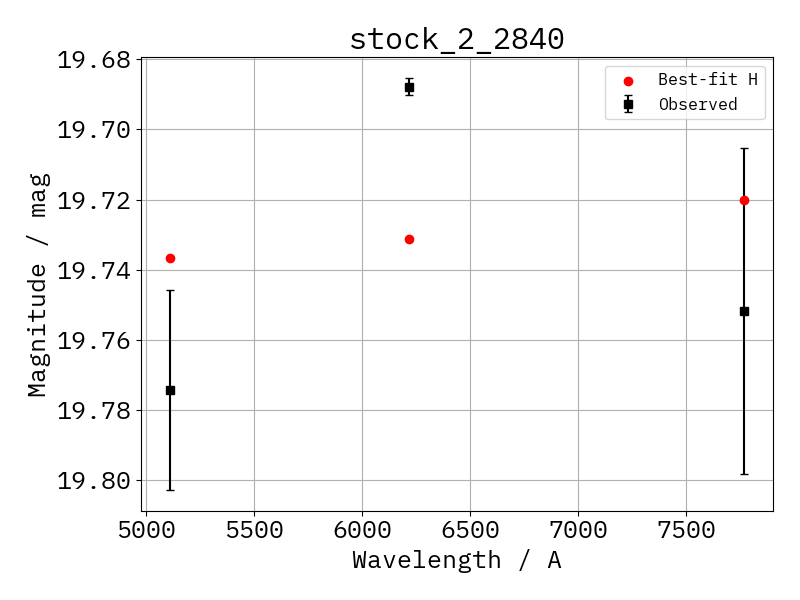 stock_2_2840
19.68
19.70
19.72
19.74
19.76
19.78
19.80
Magnitude / mag
Best-fit H
Observed
5000 5500 6000 6500 7000 7500
Wavelength / A